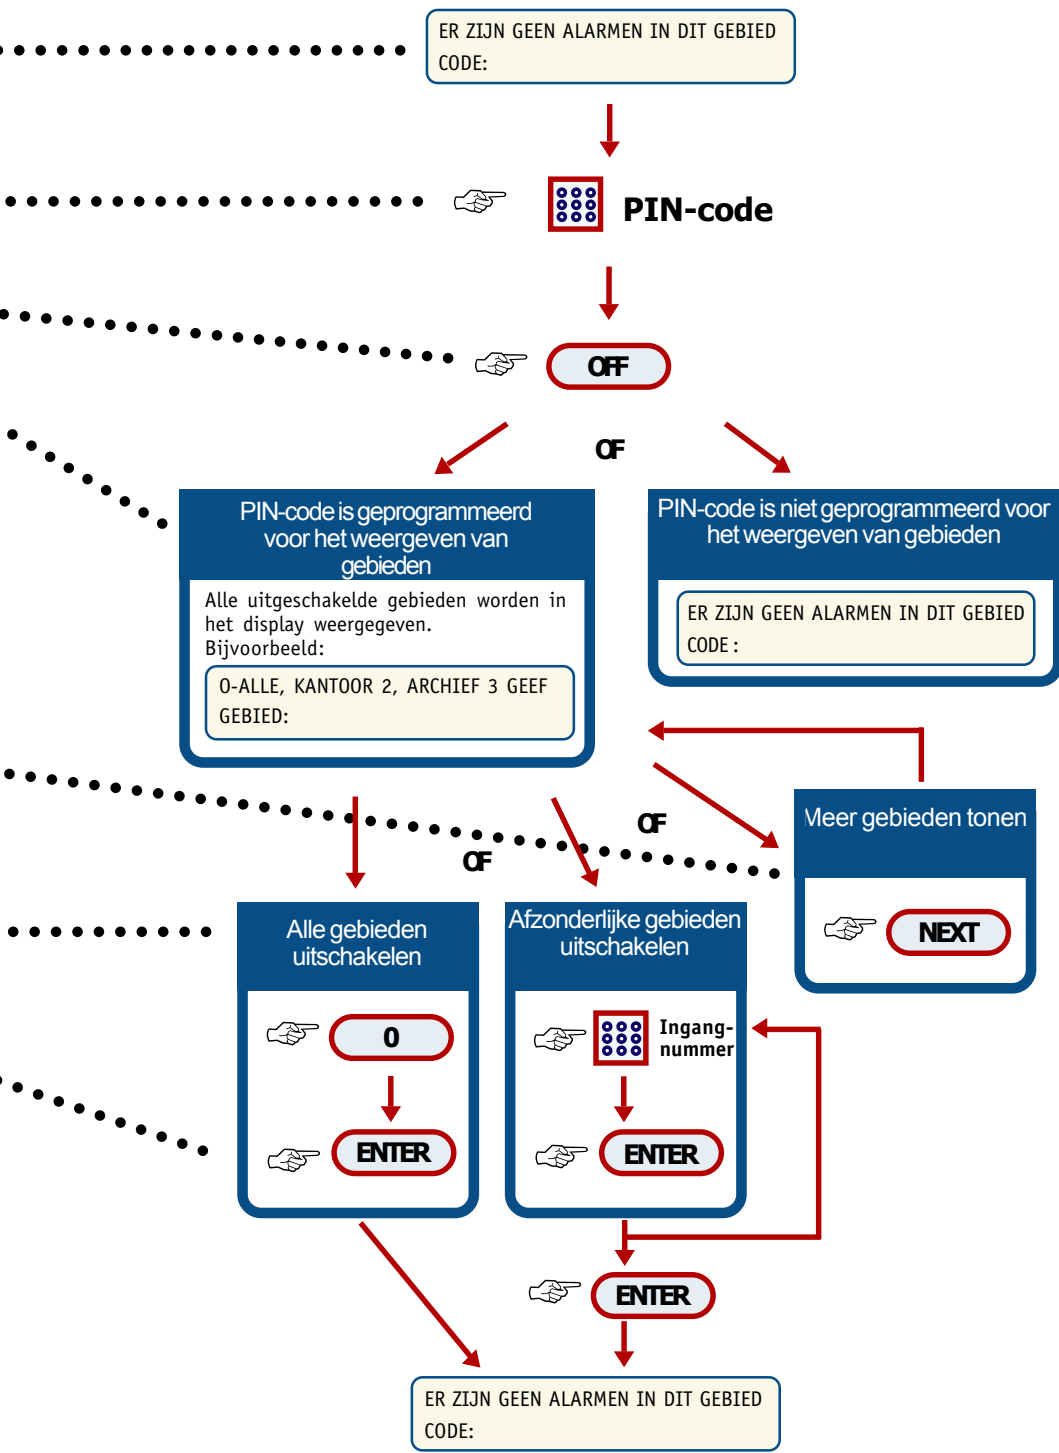 ER ZIJN GEEN ALARMEN IN DIT GEBIED
CODE:
PIN-code
OFF
OF
PIN-code is geprogrammeerd
voor het weergeven van
gebieden
Alle uitgeschakelde gebieden worden in
het display weergegeven.
Bijvoorbeeld:
O-ALLE, KANTOOR 2, ARCHIEF 3 GEEF
GEBIED:
PIN-code is niet geprogrammeerd voor
het weergeven van gebieden
ER ZIJN GEEN ALARMEN IN DIT GEBIED
CODE :
OF
OF
Meer gebieden tonen
NEXT
Alle gebieden
uitschakelen
0
ENTER
Afzonderlijke gebieden
uitschakelen
Ingang-
nummer
ENTER
ENTER
ER ZIJN GEEN ALARMEN IN DIT GEBIED
CODE: